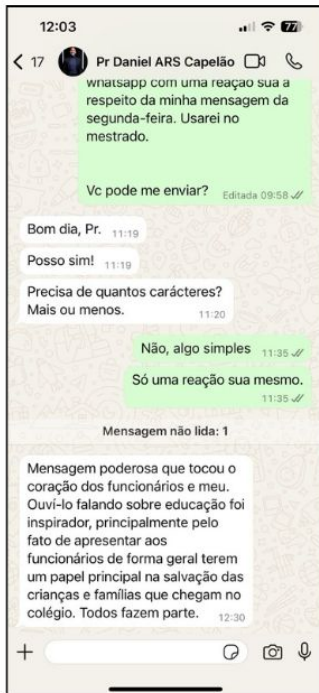 12:03
77
17
Pr Daniel ARS Capelão
whatsapp com uma reação sua a
respeito da minha mensagem da
segunda-feira. Usarei no
mestrado.
Vc pode me enviar?
Editada 09:58
Bom dia, Pr. 11:19
Posso sim! 11:19
Precisa de quantos carácteres?
Mais ou menos.
11:20
Não, algo simples 11:35
Só uma reação sua mesmo.
11:35
Mensagem não lida: 1
Mensagem poderosa que tocou o
coração dos funcionários e meu.
Ouví-lo falando sobre educação foi
inspirador, principalmente pelo
fato de apresentar aos
funcionários de forma geral terem
um papel principal na salvação das
crianças e famílias que chegam no
colégio. Todos fazem parte. 12:30